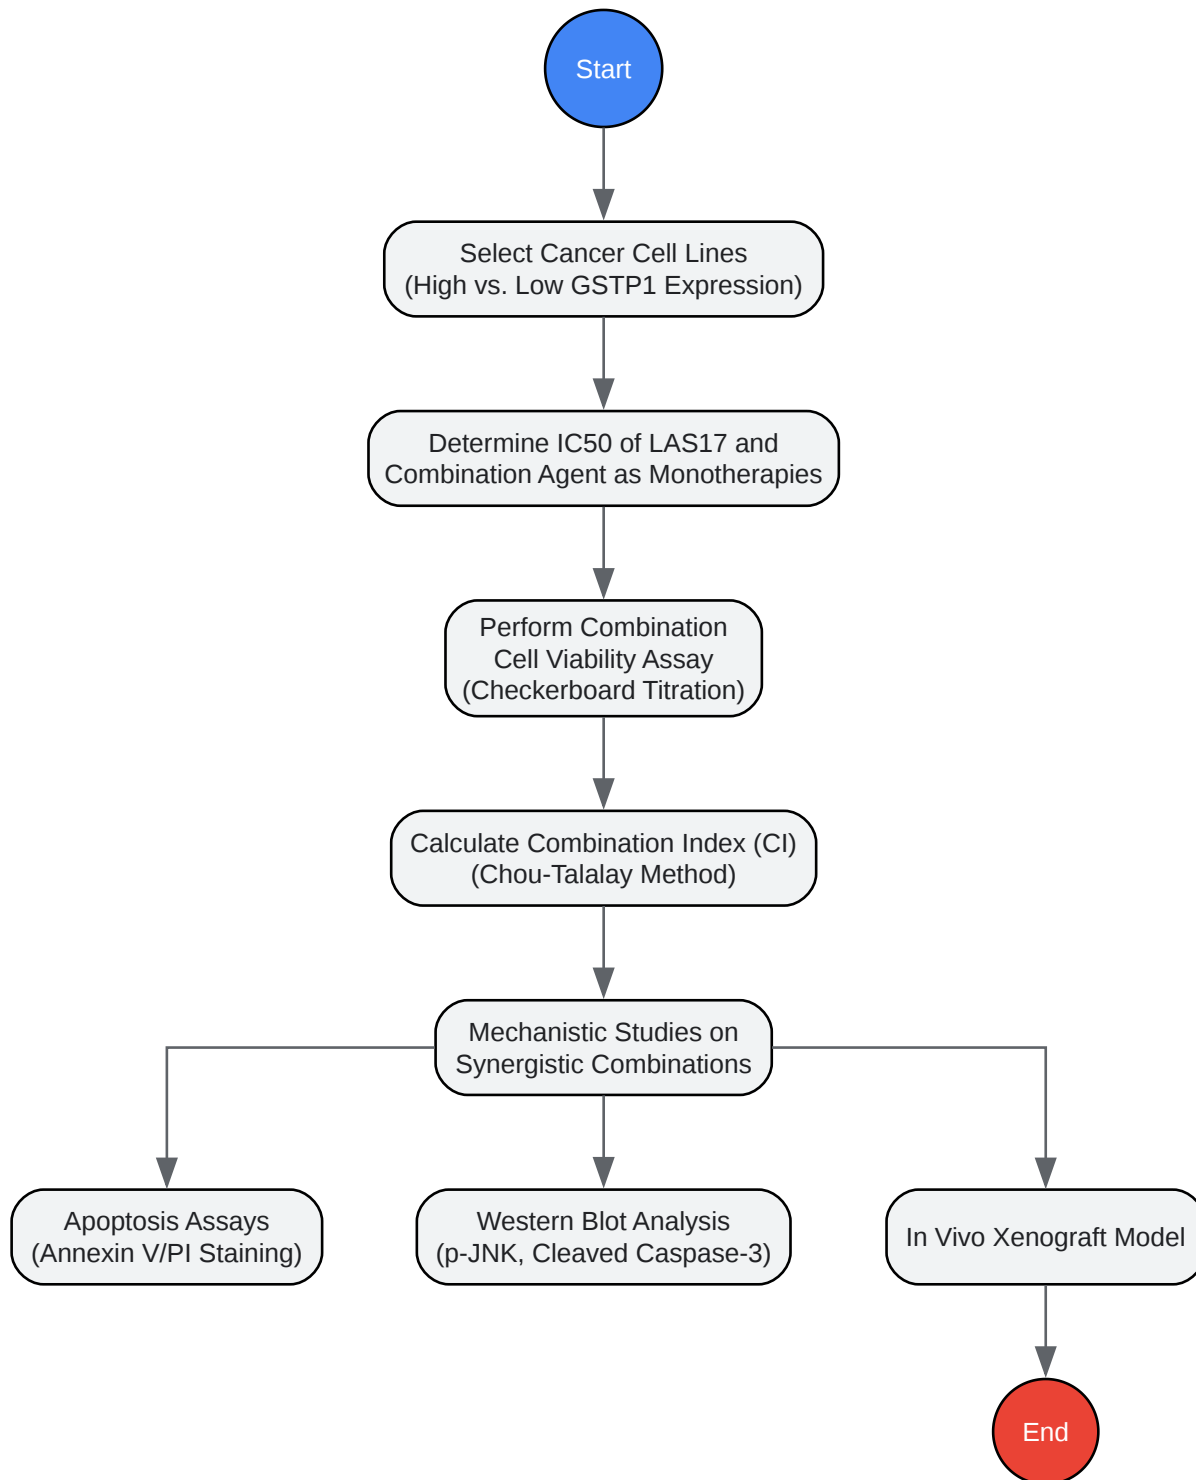 Start
Select Cancer Cell Lines
(High vs. Low GSTP1 Expression)
Determine IC50 of LAS17 and
Combination Agent as Monotherapies
Perform Combination
Cell Viability Assay
(Checkerboard Titration)
Calculate Combination Index (CI)
(Chou-Talalay Method)
Mechanistic Studies on
Synergistic Combinations
Apoptosis Assays
(Annexin V/PI Staining)
Western Blot Analysis
(p-JNK, Cleaved Caspase-3)
In Vivo Xenograft Model
End